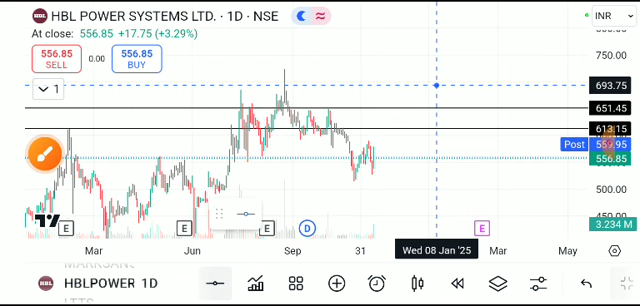 HBL POWER SYSTEMS LTD. · 1D · NSE
INR
At close: 556.85 +17.75 (+3.29%)
556.85
SELL
0.00
556.85
BUY
750.00
1
693.75
651.45
613.15
Post 559.95
556.85
500.00
450.00
3.234 M
E E E D E
Mar Jun Sep 31 Wed 08 Jan '25 Mar May
HBL HBLPOWER 1D